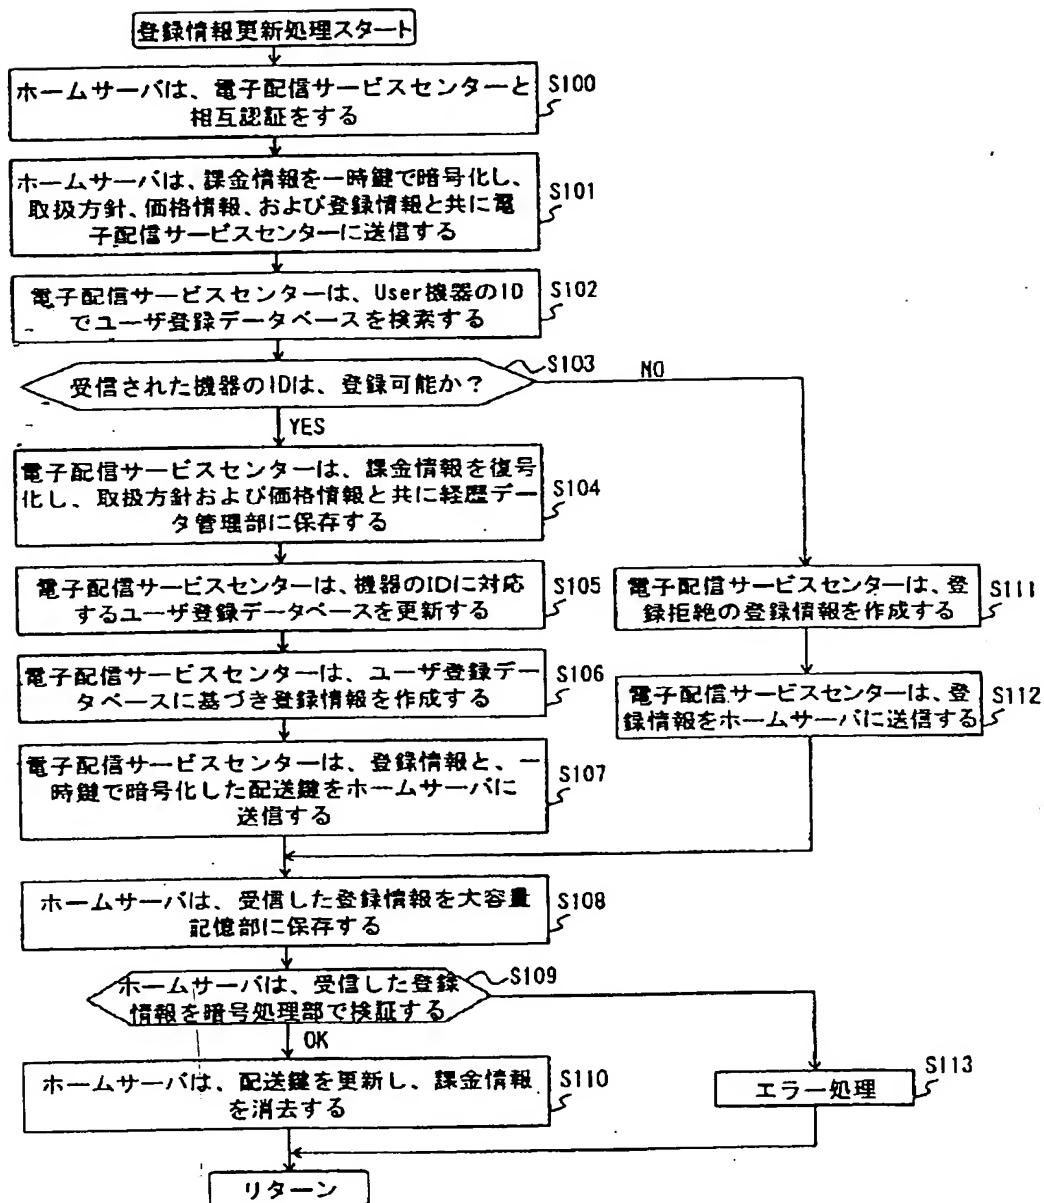 登録情報更新処理スタート
ホームサーバは、電子配信サービスセンターと
相互認証をする
S100
ホームサーバは、課金情報を一時鍵で暗号化し、
取扱方針、価格情報、および登録情報と共に電
子配信サービスセンターに送信する
S101
電子配信サービスセンターは、User機器のID
でユーザ登録データベースを検索する
S102
受信された機器のIDは、登録可能か?
S103
NO
YES
電子配信サービスセンターは、課金情報を復号
化し、取扱方針および価格情報と共に経歴デー
タ管理部に保存する
S104
電子配信サービスセンターは、機器のIDに対応
するユーザ登録データベースを更新する
S105
電子配信サービスセンターは、登
録拒絶の登録情報を作成する
S111
電子配信サービスセンターは、ユーザ登録デー
タベースに基づき登録情報を作成する
S106
電子配信サービスセンターは、登
録情報をホームサーバに送信する
S112
電子配信サービスセンターは、登録情報と、一
時鍵で暗号化した配送鍵をホームサーバに
送信する
S107
ホームサーバは、受信した登録情報を大容量
記憶部に保存する
S108
ホームサーバは、受信した登録
情報を暗号処理部で検証する
S109
OK
ホームサーバは、配送鍵を更新し、課金情報
を消去する
S110
エラー処理
S113
リターン